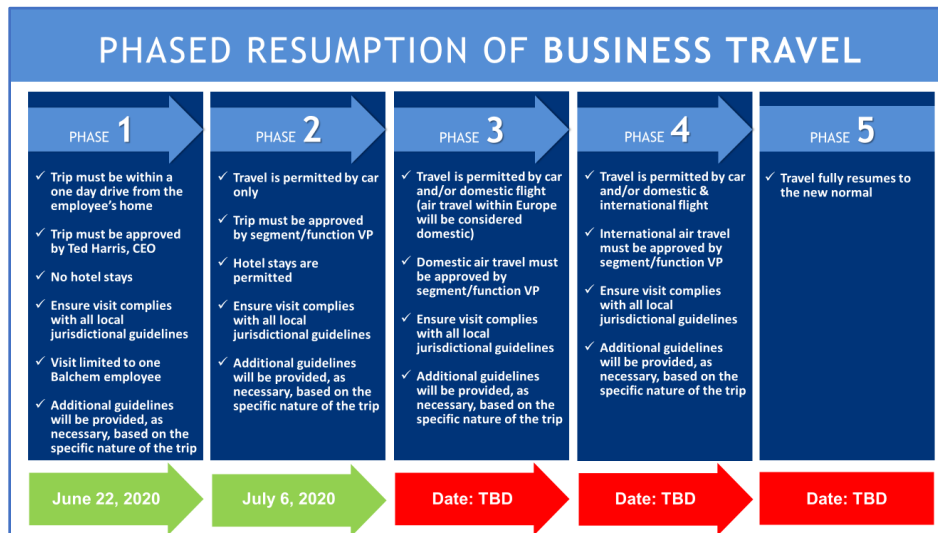 PHASED RESUMPTION OF BUSINESS TRAVEL
PHASE 1
✓ Trip must be within a
one day drive from the
employee's home
✓ Trip must be approved
by Ted Harris, CEO
✓ No hotel stays
✓ Ensure visit complies
with all local
jurisdictional guidelines
✓ Visit limited to one
Balchem employee
✓ Additional guidelines
will be provided, as
necessary, based on the
specific nature of the trip
June 22, 2020
PHASE 2
✓ Travel is permitted by car
only
✓ Trip must be approved
by segment/function VP
✓ Hotel stays are
permitted
✓ Ensure visit complies
with all local
jurisdictional guidelines
✓ Additional guidelines
will be provided, as
necessary, based on the
specific nature of the trip
July 6, 2020
PHASE 3
✓ Travel is permitted by car
and/or domestic flight
(air travel within Europe
will be considered
domestic)
✓ Domestic air travel must
be approved by
segment/function VP
✓ Ensure visit complies
with all local
jurisdictional guidelines
✓ Additional guidelines
will be provided, as
necessary, based on the
specific nature of the trip
Date: TBD
PHASE 4
✓ Travel is permitted by car
and/or domestic &
international flight
✓ International air travel
must be approved by
segment/function VP
✓ Ensure visit complies
with all local
jurisdictional guidelines
✓ Additional guidelines
will be provided, as
necessary, based on the
specific nature of the trip
Date: TBD
PHASE 5
✓ Travel fully resumes to
the new normal
Date: TBD